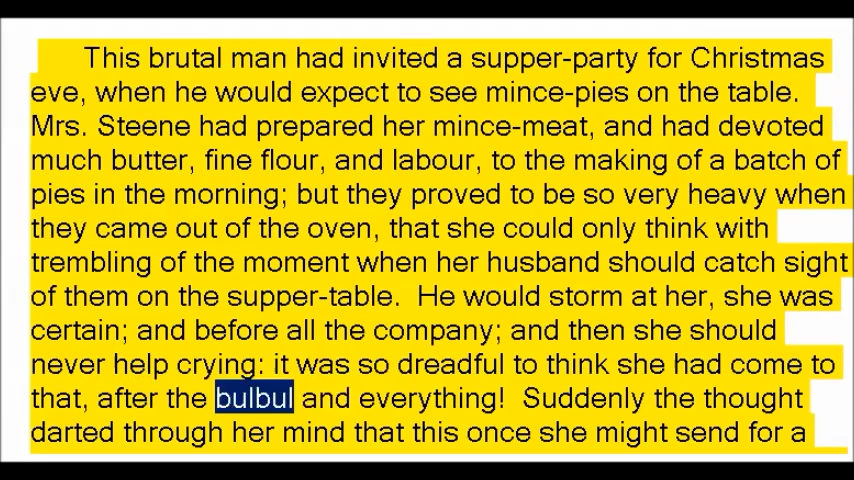 This brutal man had invited a supper-party for Christmas
eve, when he would expect to see mince-pies on the table.
Mrs. Steene had prepared her mince-meat, and had devoted
much butter, fine flour, and labour, to the making of a batch of
pies in the morning; but they proved to be so very heavy when
they came out of the oven, that she could only think with
trembling of the moment when her husband should catch sight
of them on the supper-table.  He would storm at her, she was
certain; and before all the company; and then she should
never help crying: it was so dreadful to think she had come to
that, after the bulbul and everything!  Suddenly the thought
darted through her mind that this once she might send for a